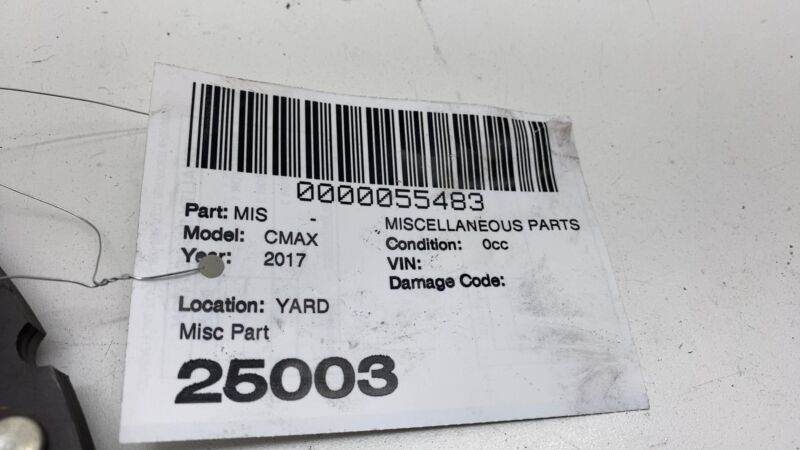 0000055483
Part: MIS - MISCELLANEOUS PARTS
Model: CMAX Condition: 0cc
Year: 2017 VIN:
Damage Code:
Location: YARD
Misc Part
25003